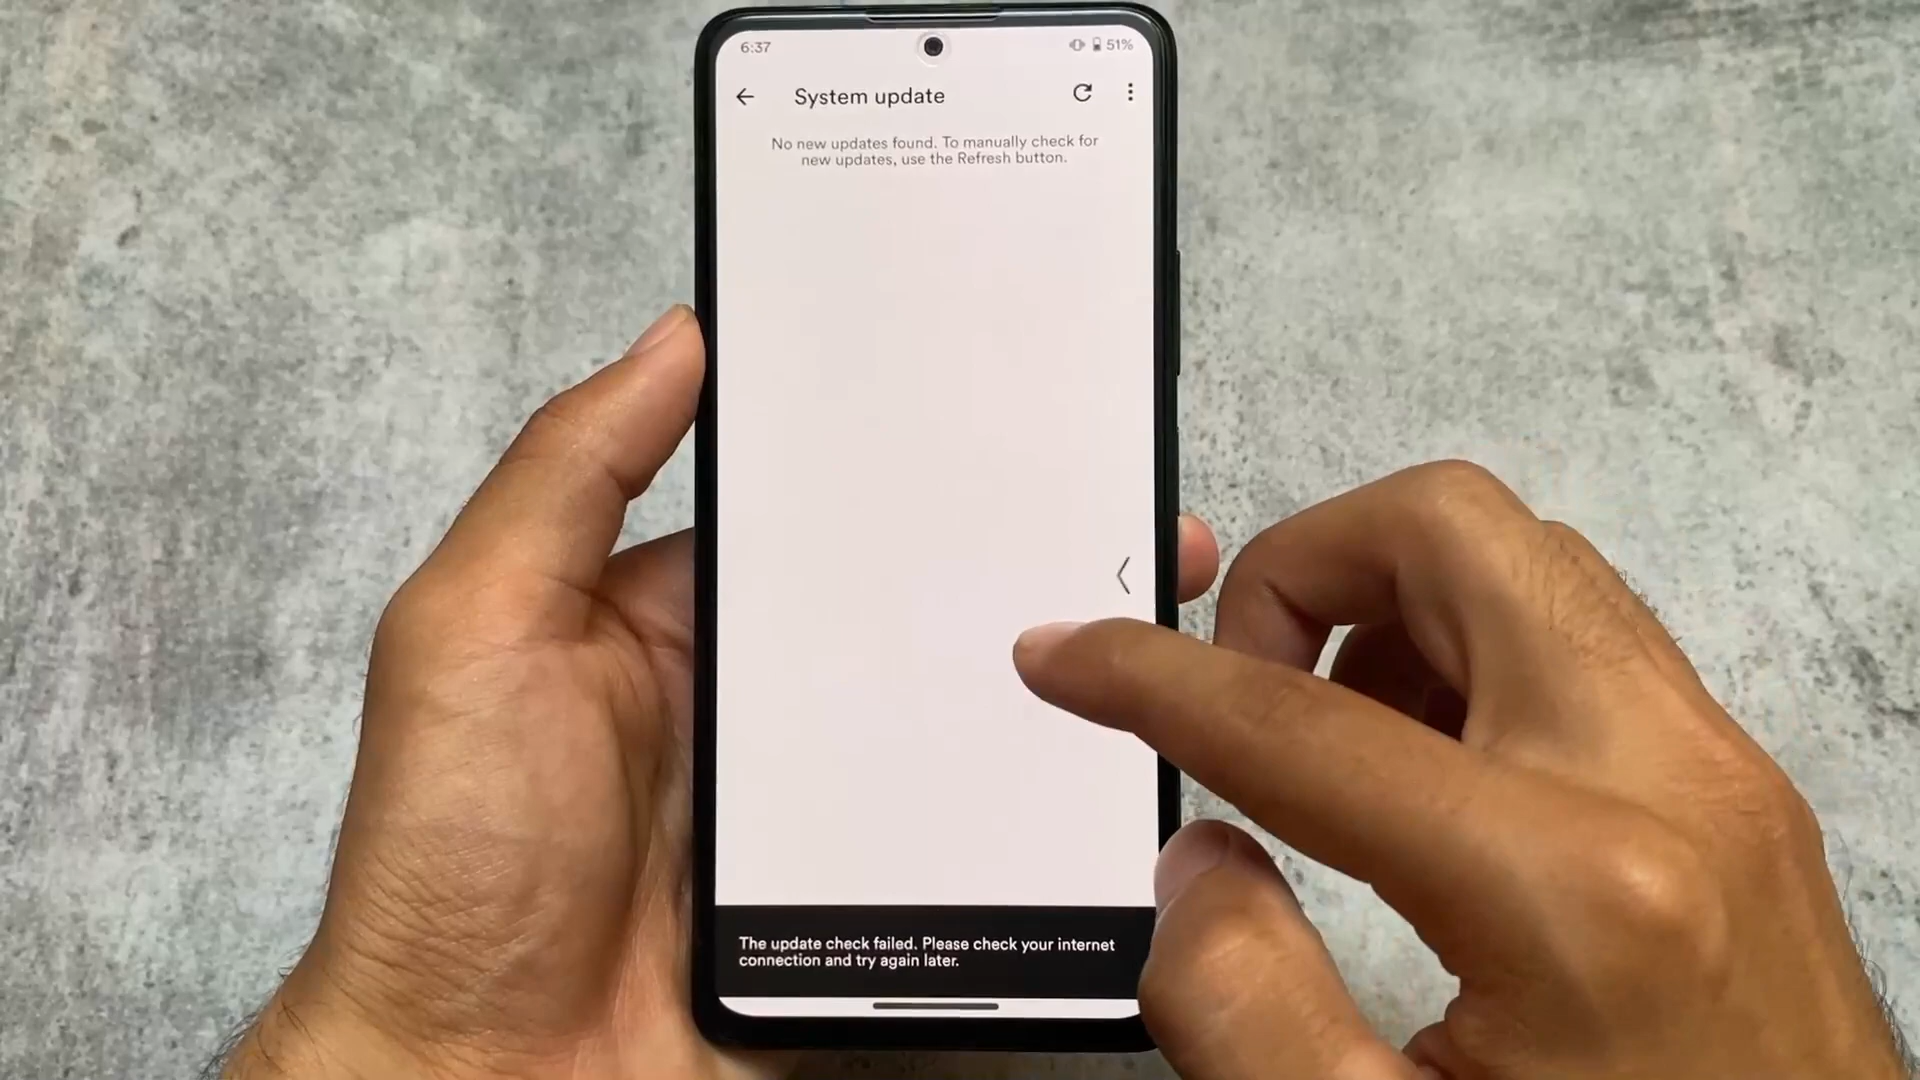 6:37
51%
System update
No new updates found. To manually check for
new updates, use the Refresh button.
The update check failed. Please check your internet
connection and try again later.